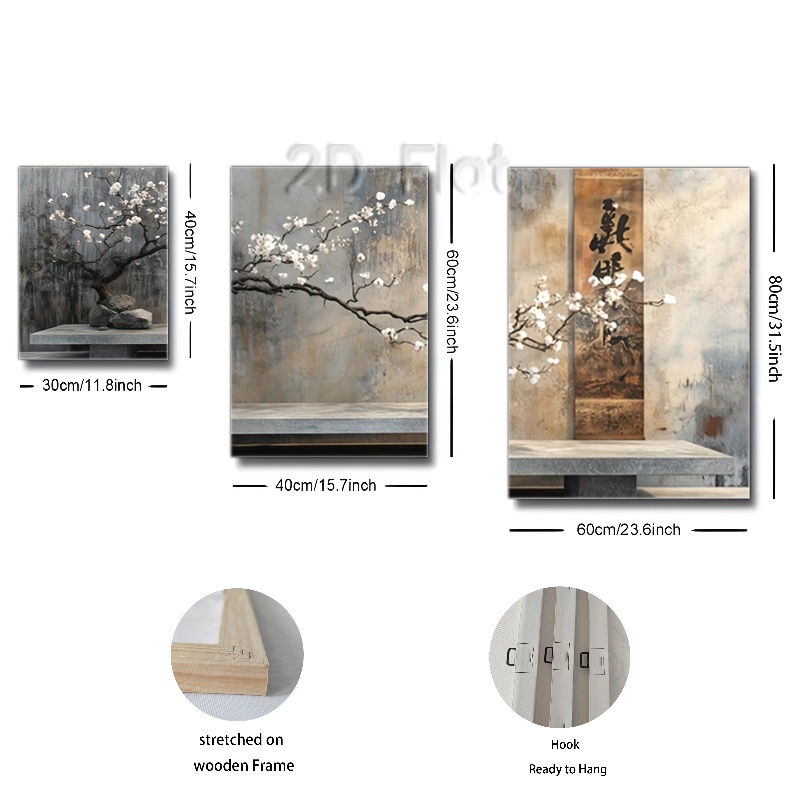 2D Flat
40cm/15.7inch
30cm/11.8inch
60cm/23.6inch
40cm/15.7inch
80cm/31.5inch
60cm/23.6inch
stretched on
wooden Frame
Hook
Ready to Hang